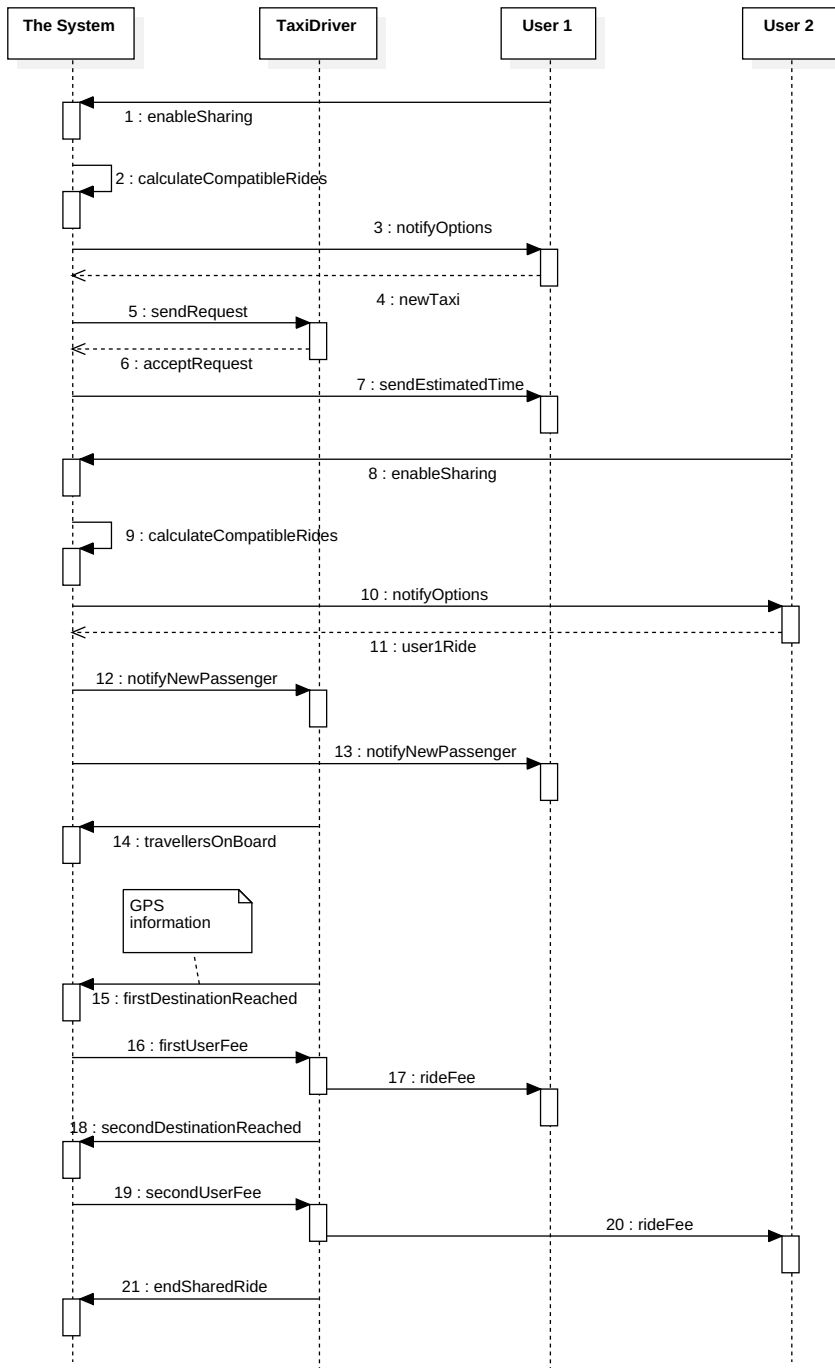 The System
TaxiDriver
User 1
User 2
1 : enableSharing
2 : calculateCompatibleRides
3 : notifyOptions
4 : newTaxi
5 : sendRequest
6 : acceptRequest
7 : sendEstimatedTime
8 : enableSharing
9 : calculateCompatibleRides
10 : notifyOptions
11 : user1Ride
12 : notifyNewPassenger
13 : notifyNewPassenger
14 : travellersOnBoard
GPS
information
15 : firstDestinationReached
16 : firstUserFee
17 : rideFee
18 : secondDestinationReached
19 : secondUserFee
20 : rideFee
21 : endSharedRide